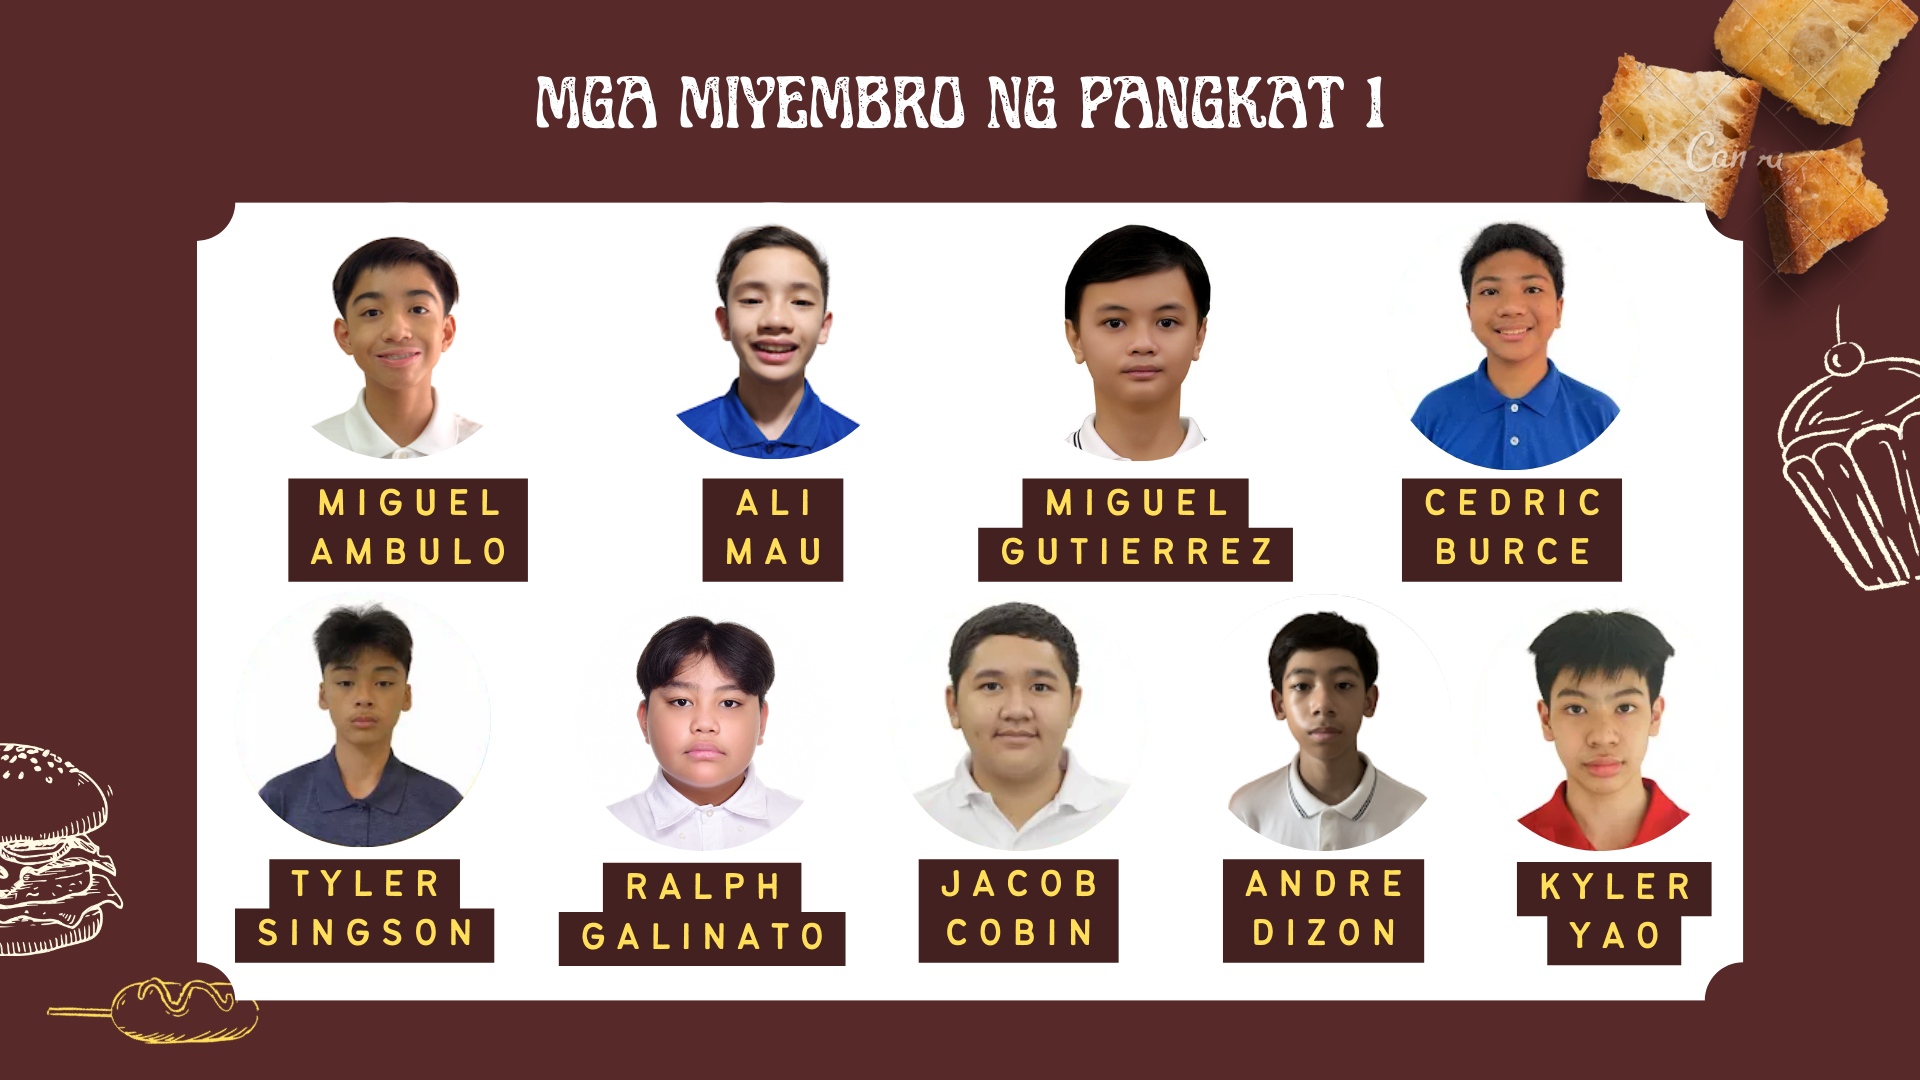 MGA MIYEMBRO NG PANGKAT 1
Canva
MIGUEL
AMBULO
ALI
MAU
MIGUEL
GUTIERREZ
CEDRIC
BURCE
TYLER
SINGSON
RALPH
GALINATO
JACOB
COBIN
ANDRE
DIZON
KYLER
YAO